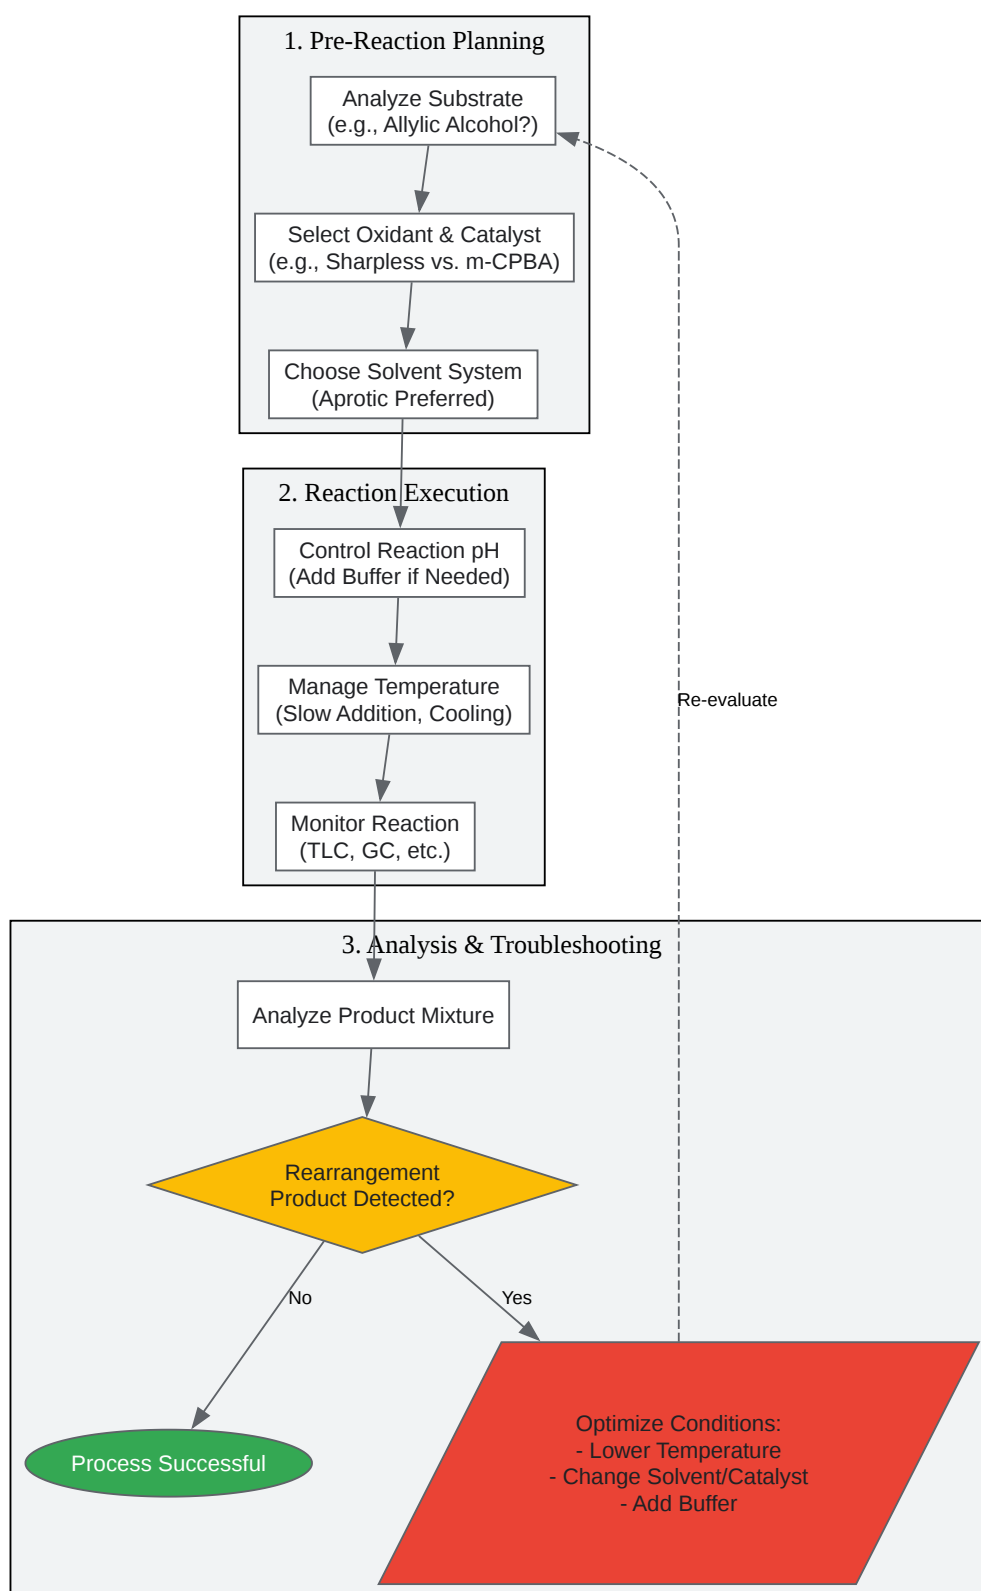 1. Pre-Reaction Planning
Analyze Substrate
(e.g., Allylic Alcohol?)
Select Oxidant & Catalyst
(e.g., Sharpless vs. m-CPBA)
Choose Solvent System
(Aprotic Preferred)
2. Reaction Execution
Control Reaction pH
(Add Buffer if Needed)
Manage Temperature
(Slow Addition, Cooling)
Re-evaluate
Monitor Reaction
(TLC, GC, etc.)
3. Analysis & Troubleshooting
Analyze Product Mixture
Rearrangement
Product Detected?
No
Yes
Process Successful
Optimize Conditions:
- Lower Temperature
- Change Solvent/Catalyst
- Add Buffer